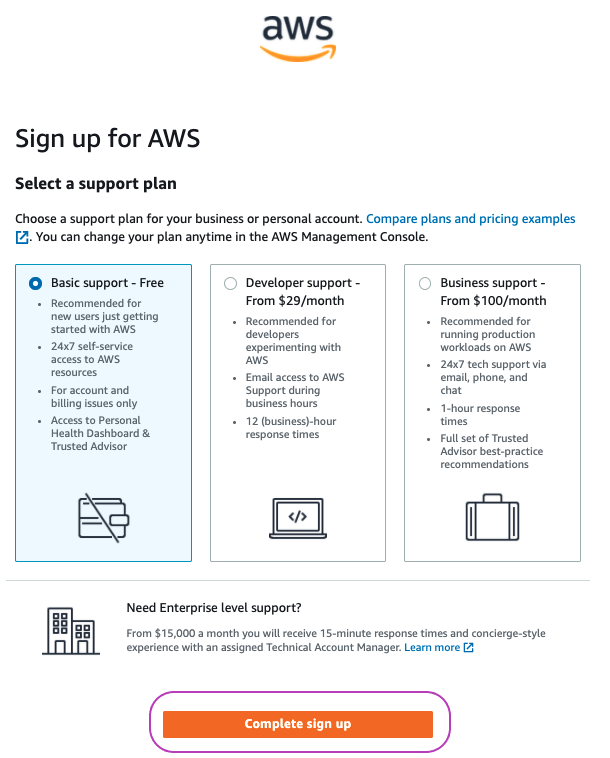 aws
Sign up for AWS
Select a support plan
Choose a support plan for your business or personal account. Compare plans and pricing examples
. You can change your plan anytime in the AWS Management Console.
Basic support - Free
• Recommended for
new users just getting
started with AWS
• 24x7 self-service
access to AWS
resources
• For account and
billing issues only
• Access to Personal
Health Dashboard &
Trusted Advisor
Developer support -
From $29/month
• Recommended for
developers
experimenting with
AWS
• Email access to AWS
Support during
business hours
• 12 (business)-hour
response times
</>
Business support -
From $100/month
• Recommended for
running production
workloads on AWS
• 24x7 tech support via
email, phone, and
chat
• 1-hour response
times
• Full set of Trusted
Advisor best-practice
recommendations
Need Enterprise level support?
From $15,000 a month you will receive 15-minute response times and concierge-style
experience with an assigned Technical Account Manager. Learn more
Complete sign up